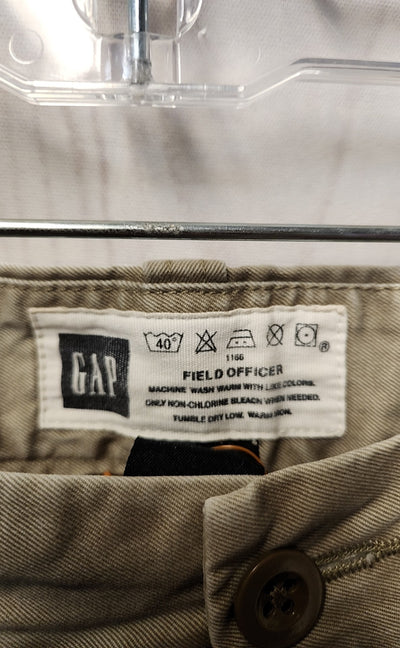 GAP
40°
®
1166
FIELD OFFICER
MACHINE WASH WARM WITH LIKE COLORS.
ONLY NON-CHLORINE BLEACH WHEN NEEDED.
TUMBLE DRY LOW. WARM IRON.